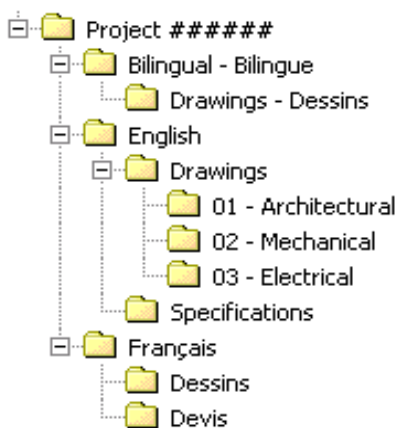 Project ######
Bilingual - Bilingue
Drawings - Dessins
English
Drawings
01 - Architectural
02 - Mechanical
03 - Electrical
Specifications
Français
Dessins
Devis